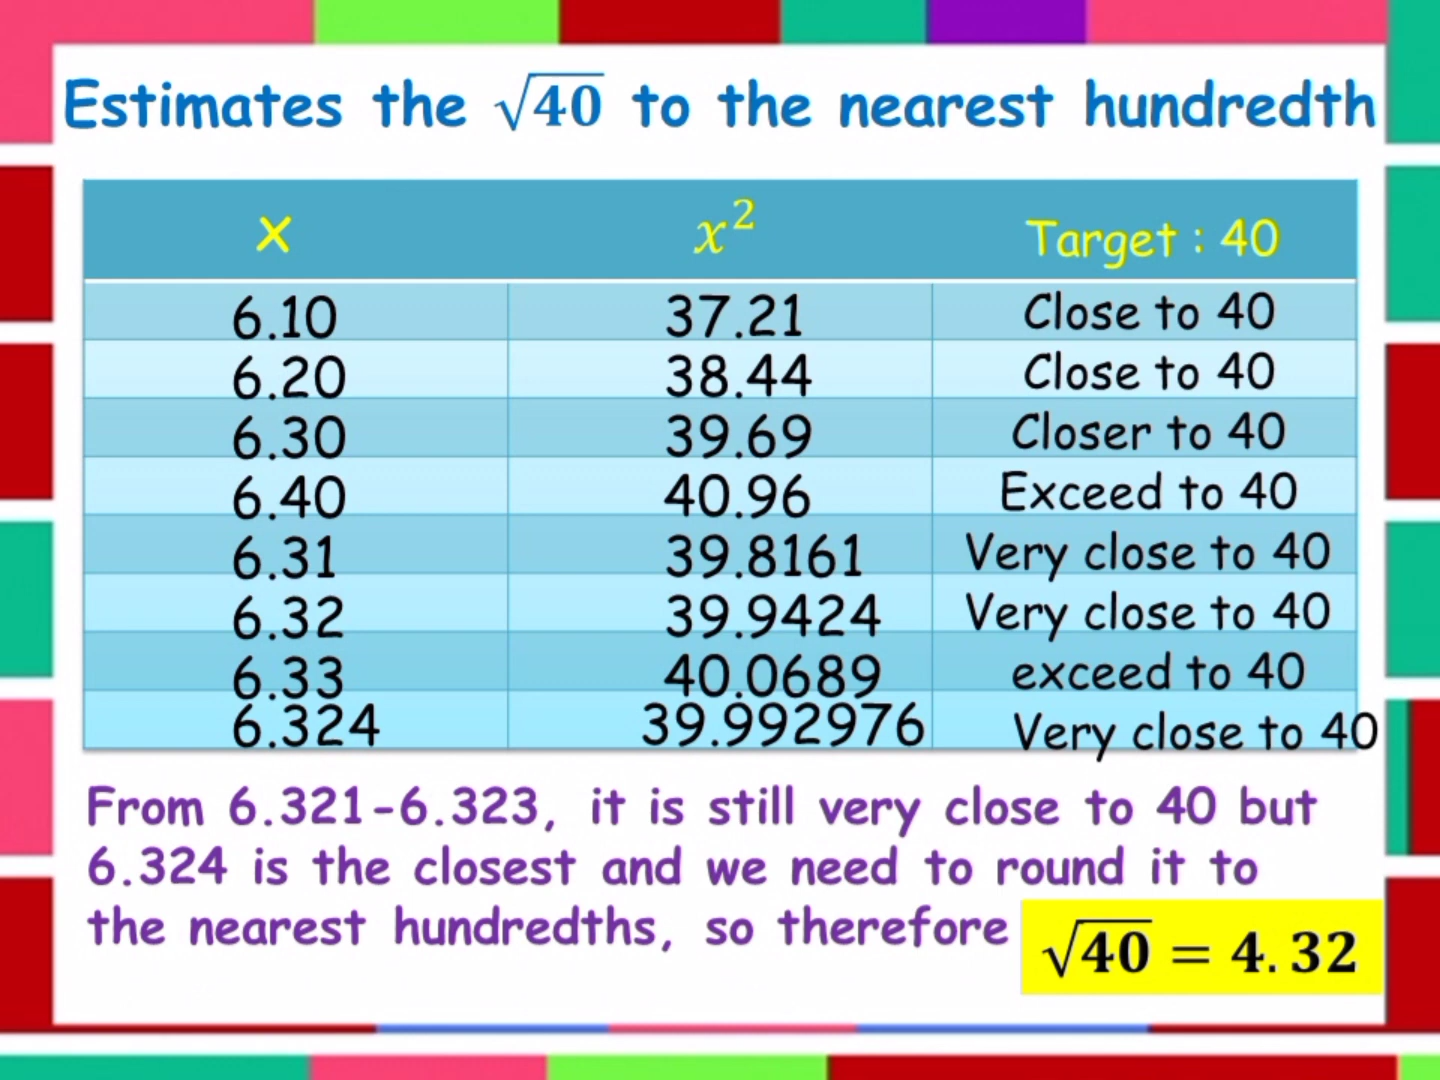 Estimates the √40 to the nearest hundredth
x x² Target : 40
6.10 37.21 Close to 40
6.20 38.44 Close to 40
6.30 39.69 Closer to 40
6.40 40.96 Exceed to 40
6.31 39.8161 Very close to 40
6.32 39.9424 Very close to 40
6.33 40.0689 exceed to 40
6.324 39.992976 Very close to 40
From 6.321-6.323, it is still very close to 40 but
6.324 is the closest and we need to round it to
the nearest hundredths, so therefore
√40 = 4.32